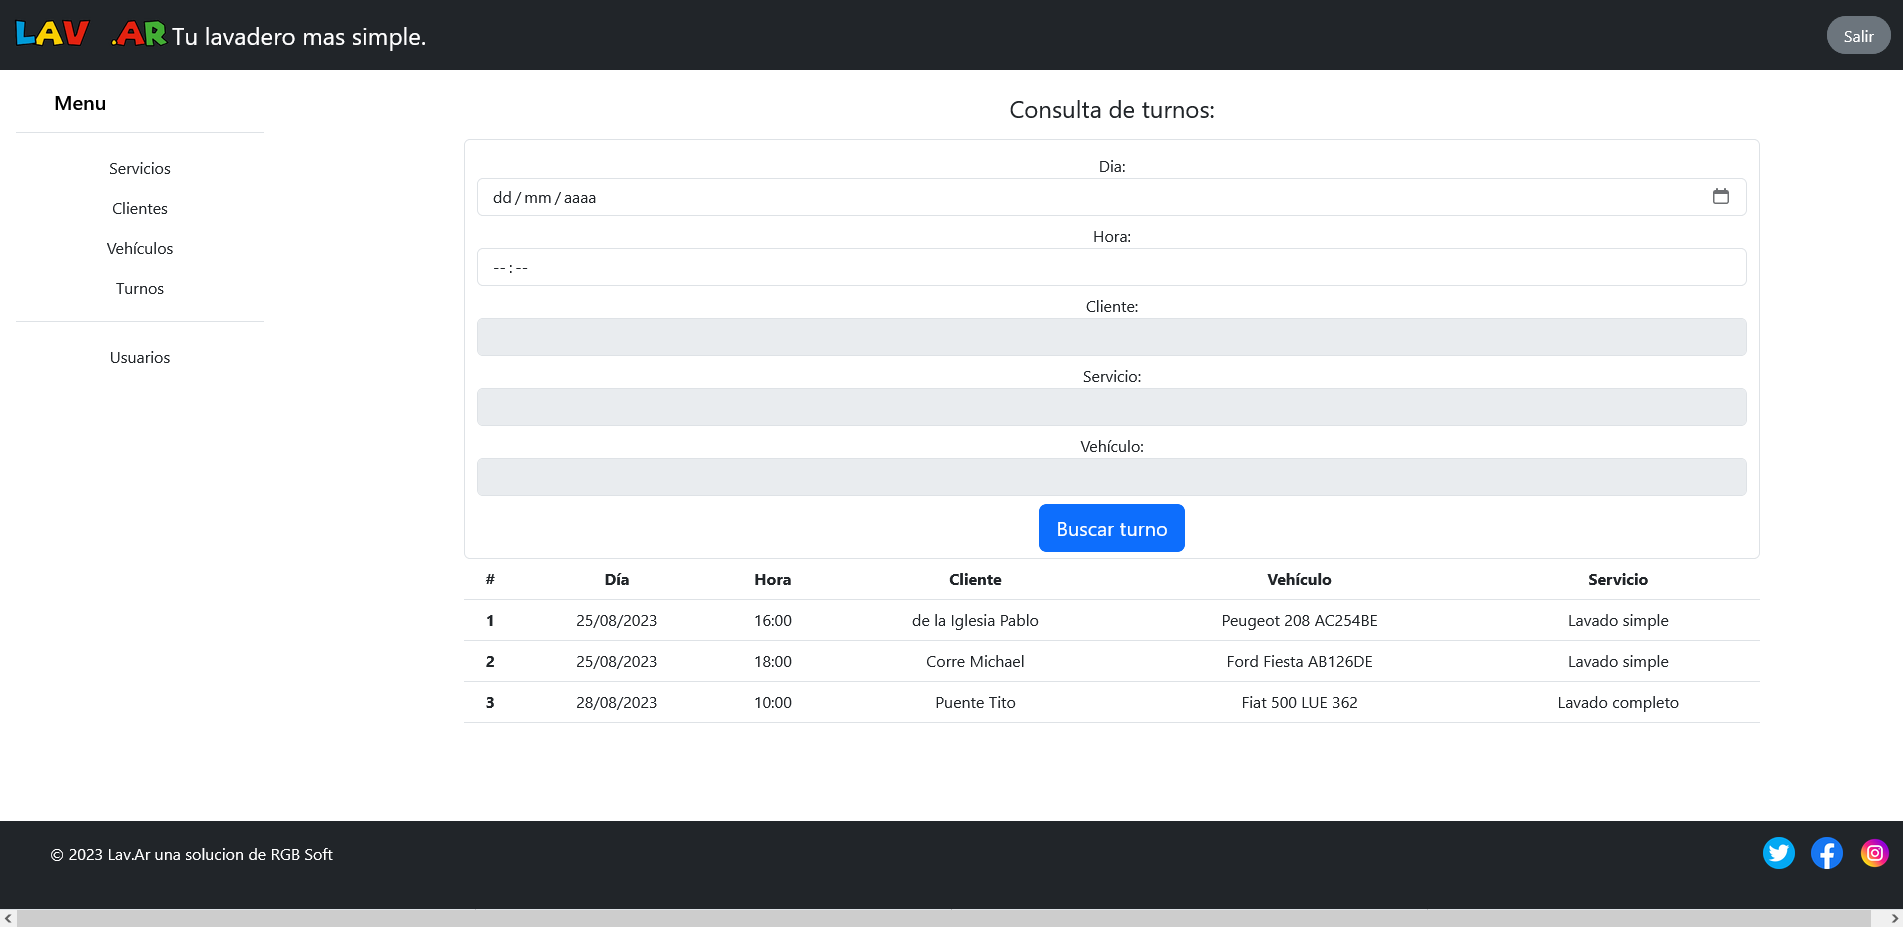 LAV .AR Tu lavadero mas simple.
Salir
Menu
Servicios
Clientes
Vehículos
Turnos
Usuarios
Consulta de turnos:
Dia:
dd/mm/aaaa
Hora:
--:--
Cliente:
Servicio:
Vehículo:
Buscar turno
# Día Hora Cliente Vehículo Servicio
1 25/08/2023 16:00 de la Iglesia Pablo Peugeot 208 AC254BE Lavado simple
2 25/08/2023 18:00 Corre Michael Ford Fiesta AB126DE Lavado simple
3 28/08/2023 10:00 Puente Tito Fiat 500 LUE 362 Lavado completo
© 2023 Lav.Ar una solucion de RGB Soft